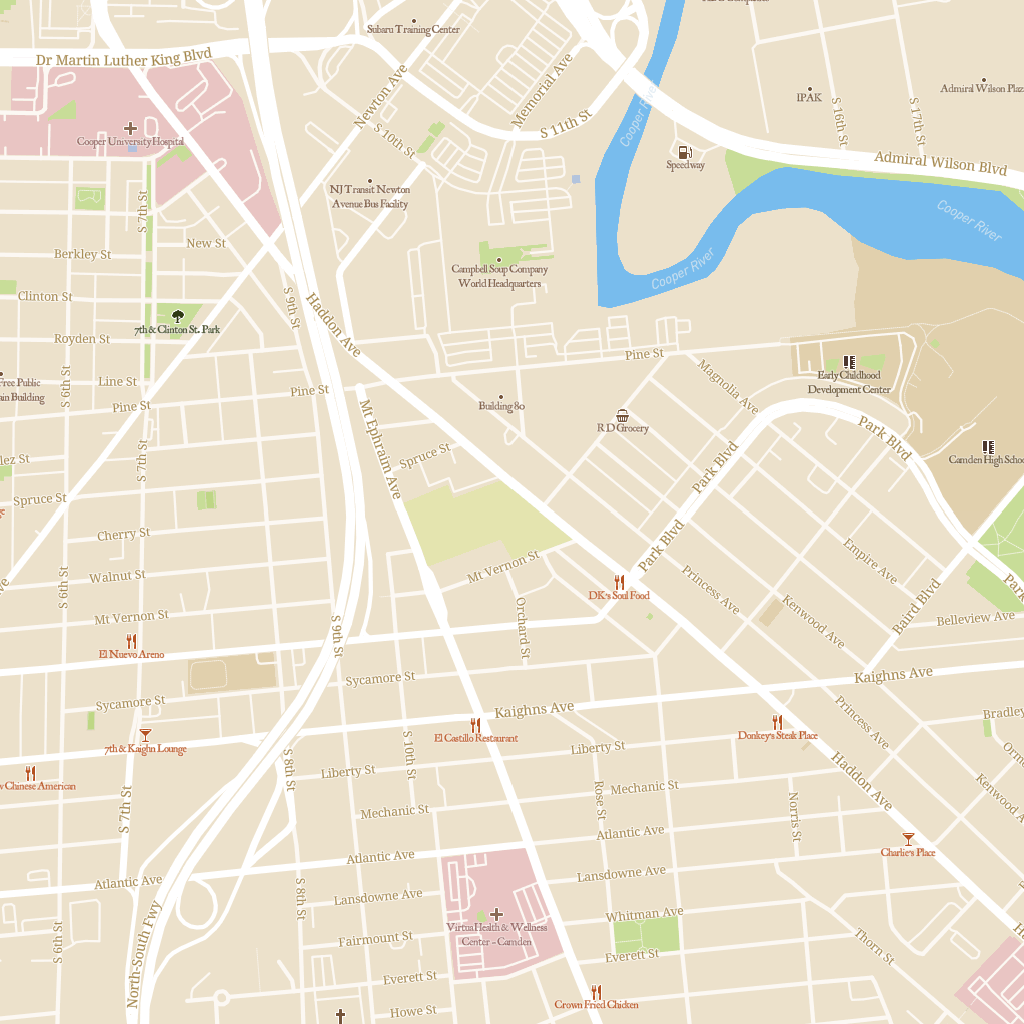 Subaru Training Center
Dr Martin Luther King Blvd
Newton Ave
Memorial Ave
IPAK
S 16th St
S 17th St
Admiral Wilson Plaza
Cooper University Hospital
S 10th St
S 11th St
Cooper River
Speedway
Admiral Wilson Blvd
NJ Transit Newton
Avenue Bus Facility
S 7th St
New St
Berkley St
Cooper River
Cooper River
Campbell Soup Company
World Headquarters
Clinton St
7th & Clinton St. Park
S 9th St
Haddon Ave
Royden St
Pine St
Early Childhood
Development Center
Magnolia Ave
Free Public
ain Building
S 6th St
Line St
Pine St
Pine St
Mt Ephraim Ave
Building 80
R D Grocery
Park Blvd
Park Blvd
Camden High School
S 7th St
Spruce St
lez St
Spruce St
Cherry St
Park Blvd
Empire Ave
Mt Vernon St
Walnut St
S 6th St
Princess Ave
DK's Soul Food
Park
Baird Blvd
Kenwood Ave
Belleview Ave
Mt Vernon St
Orchard St
S 9th St
El Nuevo Areno
Sycamore St
Kaighns Ave
Sycamore St
Kaighns Ave
Princess Ave
Bradley
7th & Kaighn Lounge
S 10th St
El Castillo Restaurant
Donkey's Steak Place
Liberty St
Orm
S 8th St
Liberty St
w Chinese American
Haddon Ave
Kenwood A
Rose St
Mechanic St
S 7th St
Mechanic St
Norris St
Atlantic Ave
Charlie's Place
Atlantic Ave
Lansdowne Ave
Atlantic Ave
Lansdowne Ave
S 8th St
Whitman Ave
Virtua Health & Wellness
Center - Camden
Fairmount St
S 6th St
North-South Fwy
Thorn St
Everett St
Everett St
Crown Fried Chicken
Howe St